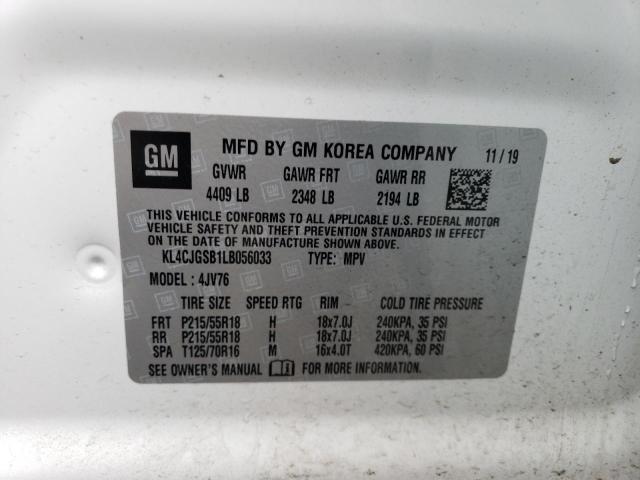 GM MFD BY GM KOREA COMPANY 11 / 19
GVWR GAWR FRT GAWR RR
4409 LB 2348 LB 2194 LB
THIS VEHICLE CONFORMS TO ALL APPLICABLE U.S. FEDERAL MOTOR
VEHICLE SAFETY AND THEFT PREVENTION STANDARDS IN
EFFECT ON THE DATE OF MANUFACTURE SHOWN ABOVE.
KL4CJGSB1LB056033 TYPE: MPV
MODEL : 4JV76
TIRE SIZE SPEED RTG RIM COLD TIRE PRESSURE
FRT P215/55R18 H 18x7.0J 240KPA, 35 PSI
RR P215/55R18 H 18x7.0J 240KPA, 35 PSI
SPA T125/70R16 M 16x4.0T 420KPA, 60 PSI
SEE OWNER'S MANUAL FOR MORE INFORMATION.